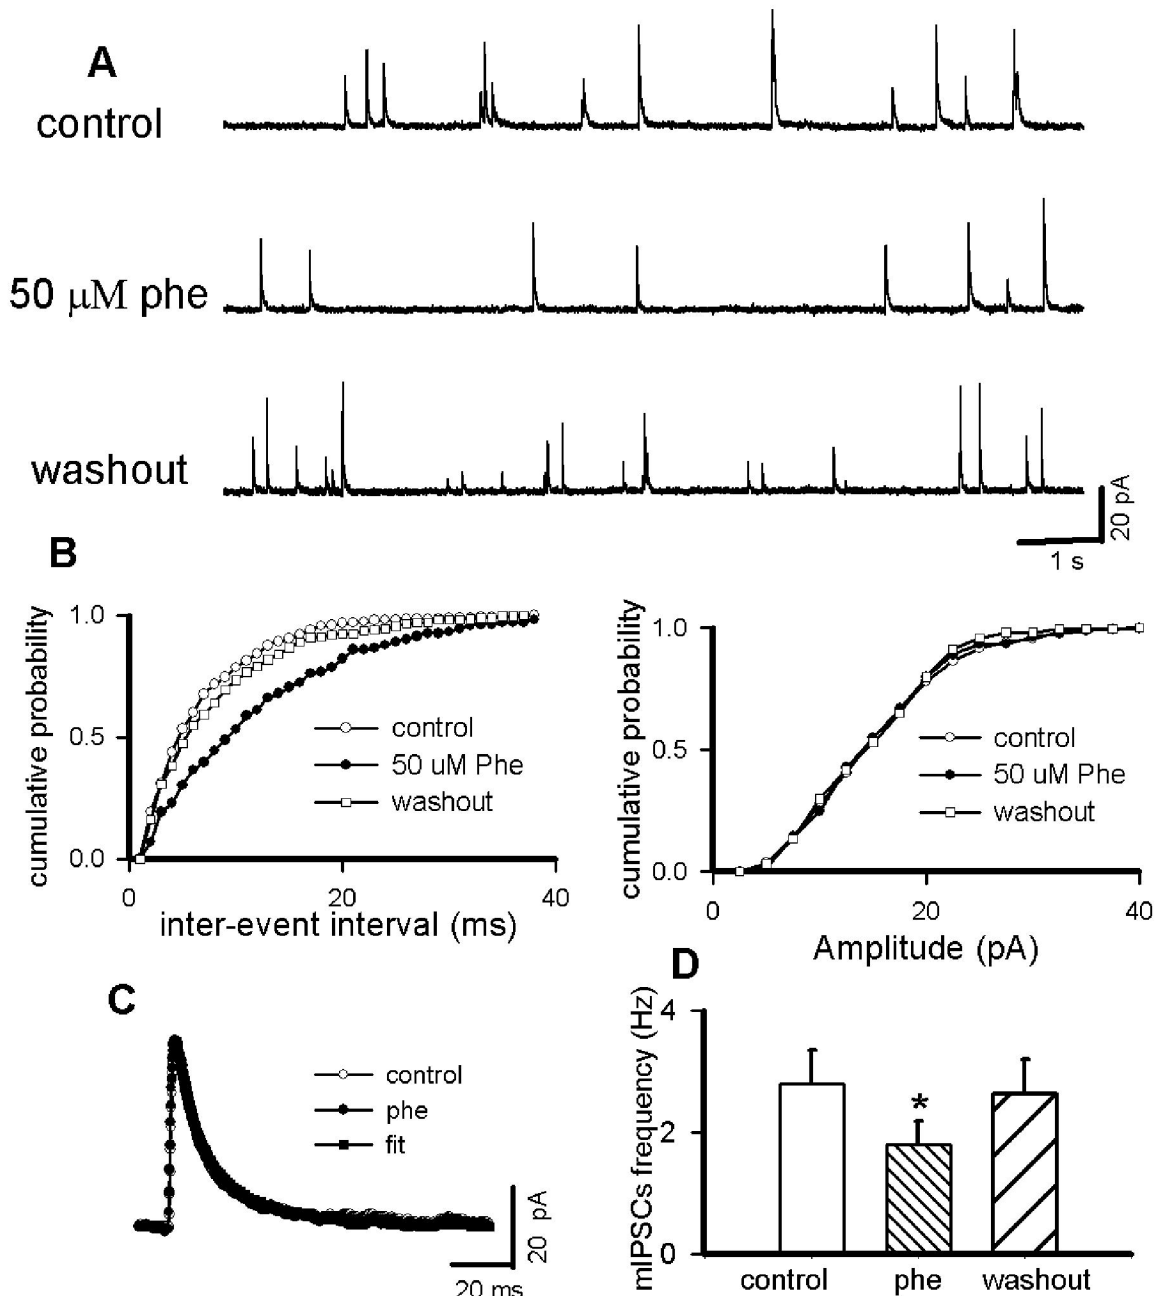 A
control
50 μM phe
washout
20 pA
1 s
B
cumulative probability
1.0
0.5
0.0
0
20
40
inter-event interval (ms)
control
50 uM Phe
washout
cumulative probability
1.0
0.5
0.0
0
20
40
Amplitude (pA)
control
50 uM Phe
washout
C
control
phe
fit
20 pA
20 ms
D
mIPSCs frequency (Hz)
4
2
0
*
control
phe
washout